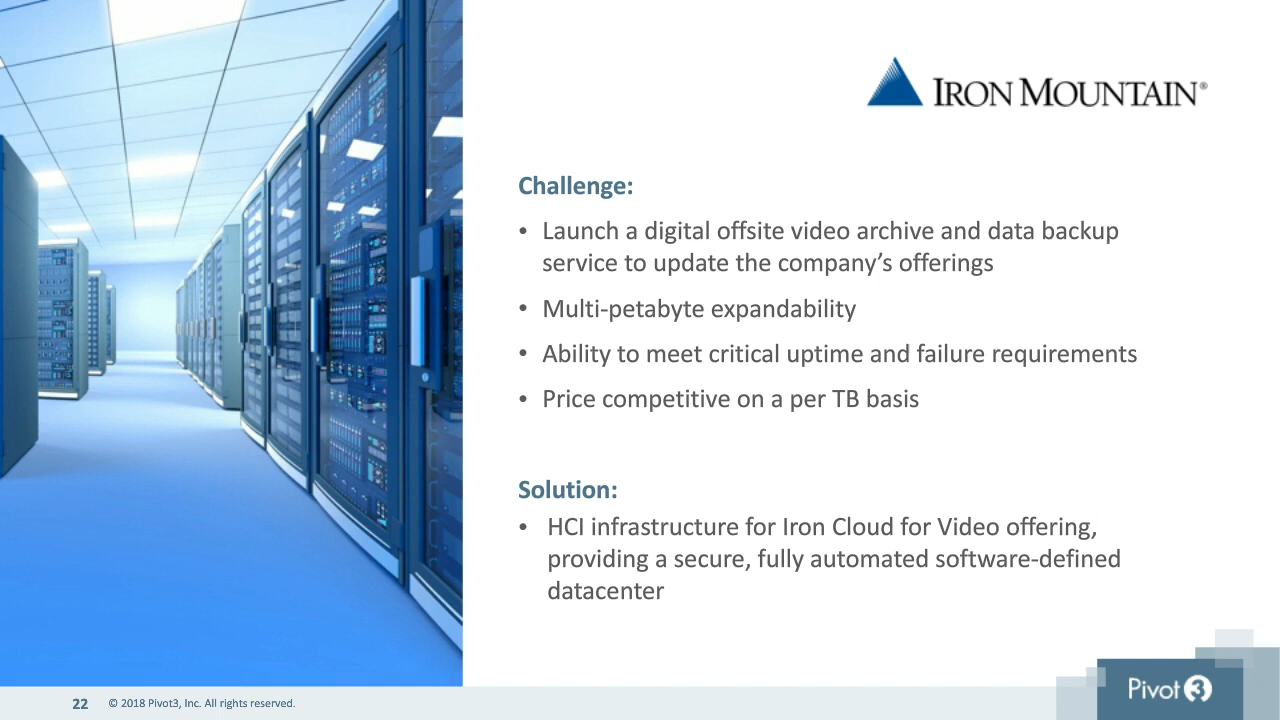 IRON MOUNTAIN®
Challenge:
• Launch a digital offsite video archive and data backup
service to update the company’s offerings
• Multi-petabyte expandability
• Ability to meet critical uptime and failure requirements
• Price competitive on a per TB basis
Solution:
• HCI infrastructure for Iron Cloud for Video offering,
providing a secure, fully automated software-defined
datacenter
22 © 2018 Pivot3, Inc. All rights reserved.
Pivot3